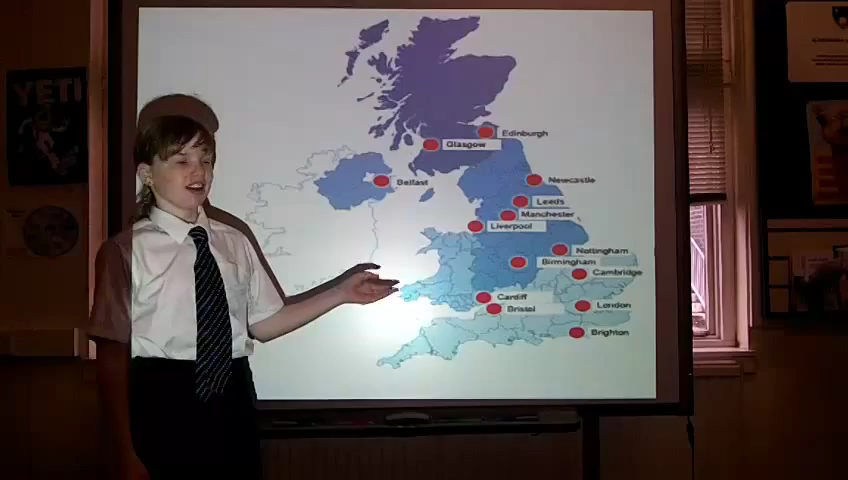 YETI
Edinburgh
Glasgow
Belfast
Newcastle
Leeds
Manchester
Liverpool
Nottingham
Birmingham
Cambridge
Cardiff
London
Bristol
Brighton